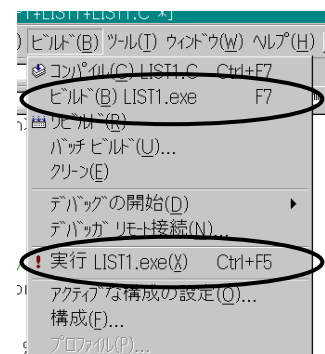 PT+LIST1+LIST1.C *]
) ﾋﾞﾙﾄﾞ(B) ﾂｰﾙ(T) ｳｨﾝﾄﾞｳ(W) ﾍﾙﾌﾟ(H)
ｺﾝﾊﾟｲﾙ(C) LIST1.C Ctrl+F7
ﾋﾞﾙﾄﾞ(B) LIST1.exe F7
ﾘﾋﾞﾙﾄﾞ(R)
ﾊﾞｯﾁ ﾋﾞﾙﾄﾞ(U)...
ｸﾘｰﾝ(E)
ﾃﾞﾊﾞｯｸﾞの開始(D)
ﾃﾞﾊﾞｯｶﾞ ﾘﾓｰﾄ接続(N)...
! 実行 LIST1.exe(X) Ctrl+F5
ｱｸﾃｨﾌﾞな構成の設定(O)...
構成(F)...
ﾌﾟﾛﾌｧｲﾙ(P)...